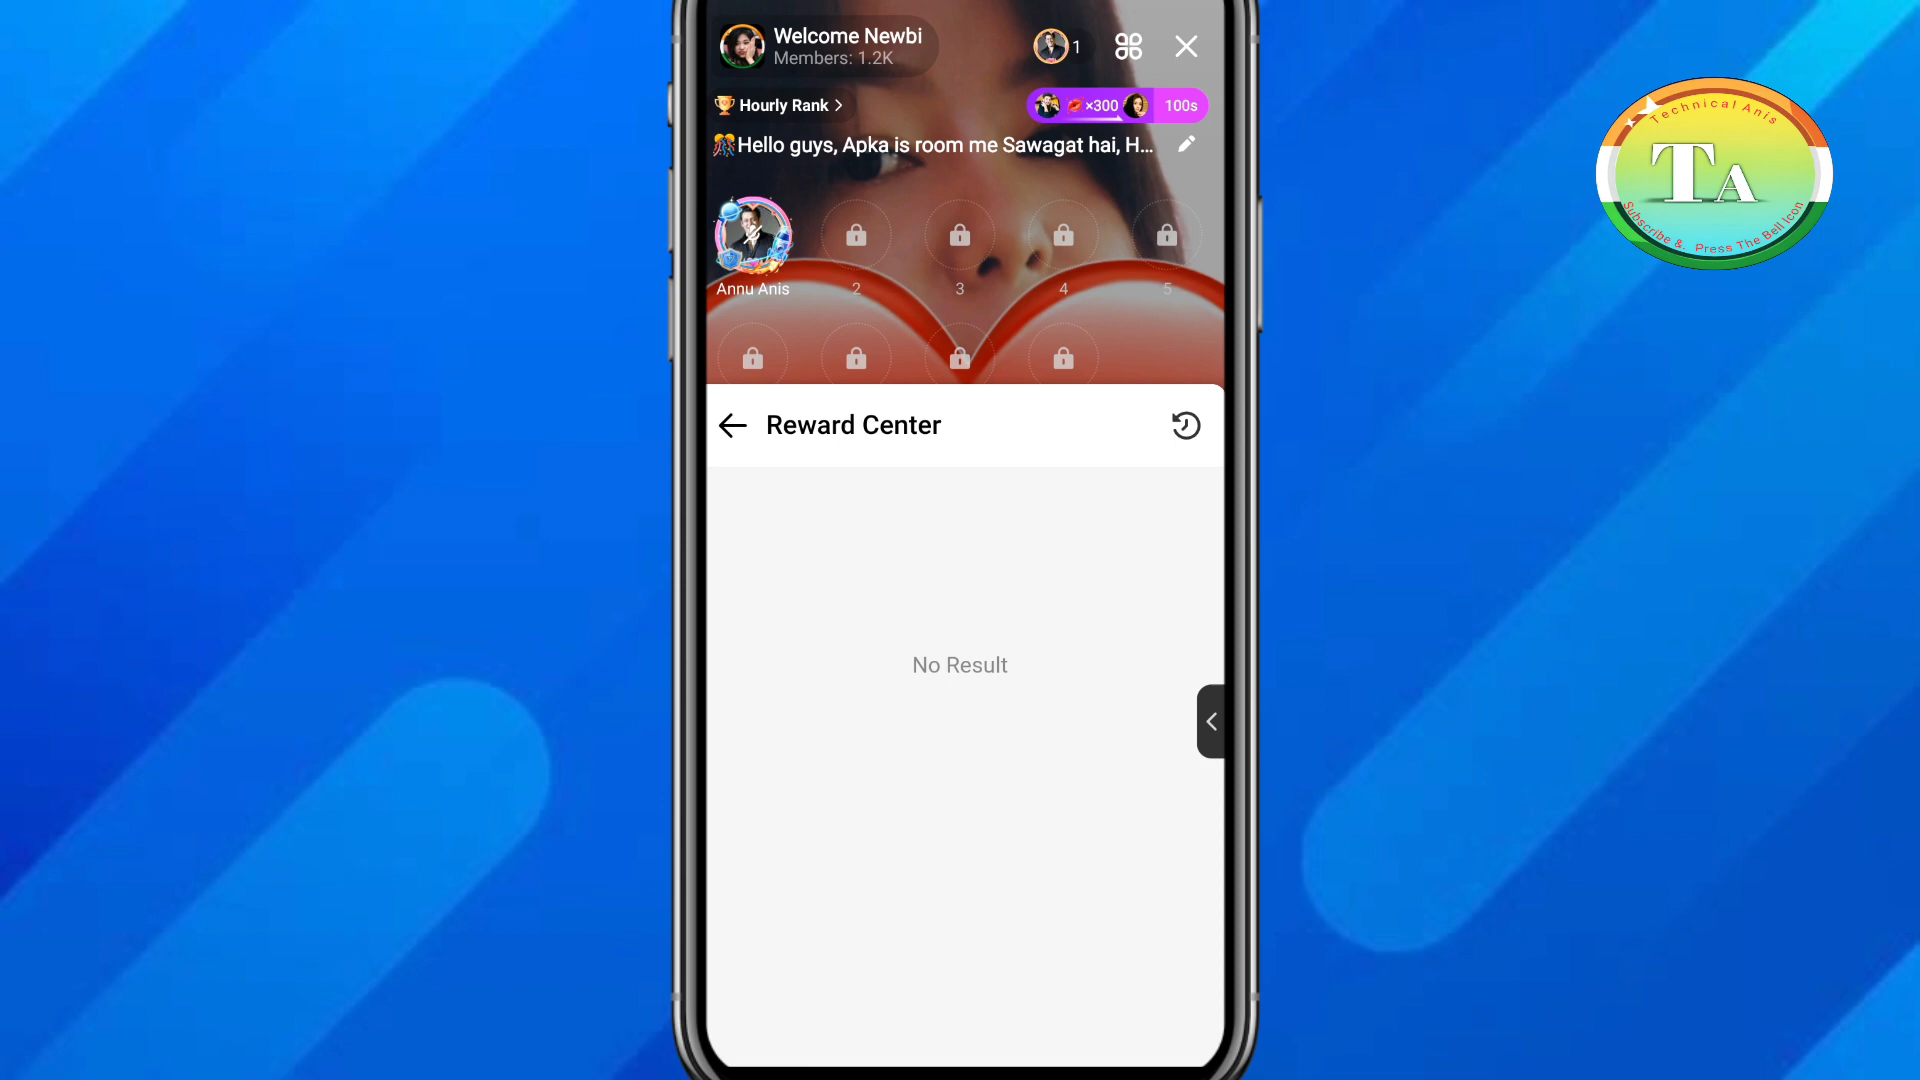 Welcome Newbi
Members: 1.2K
1
Hourly Rank >
×300
100s
Hello guys, Apka is room me Sawagat hai, H...
Annu Anis
2
3
4
5
Reward Center
No Result
Technical Anis
TA
Subscribe &. Press The Bell Icon